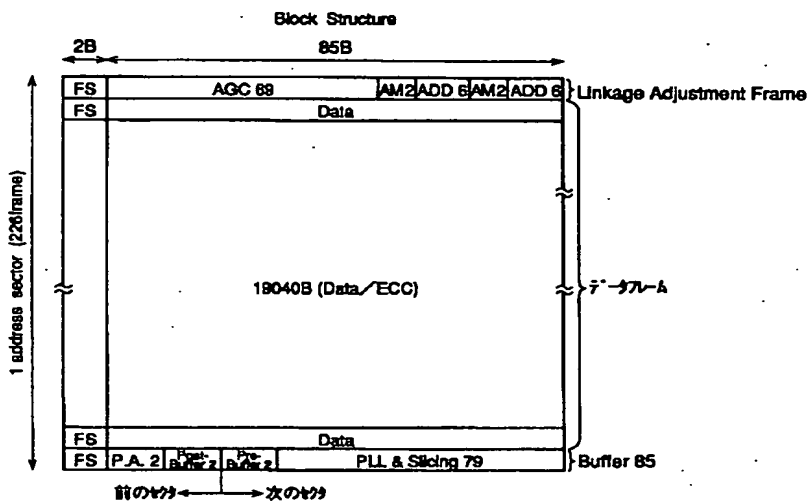 Block Structure
2B 85B
FS AGC 69 AM2 ADD 6 AM2 ADD 6 Linkage Adjustment Frame
FS Data
1 address sector (226frame)
19040B (Data/ECC)
データフレーム
FS Data
FS P.A. 2 Post-Buffer 2 Pre-Buffer 2 PLL & Slicing 79 Buffer 85
前のセクタ 次のセクタ